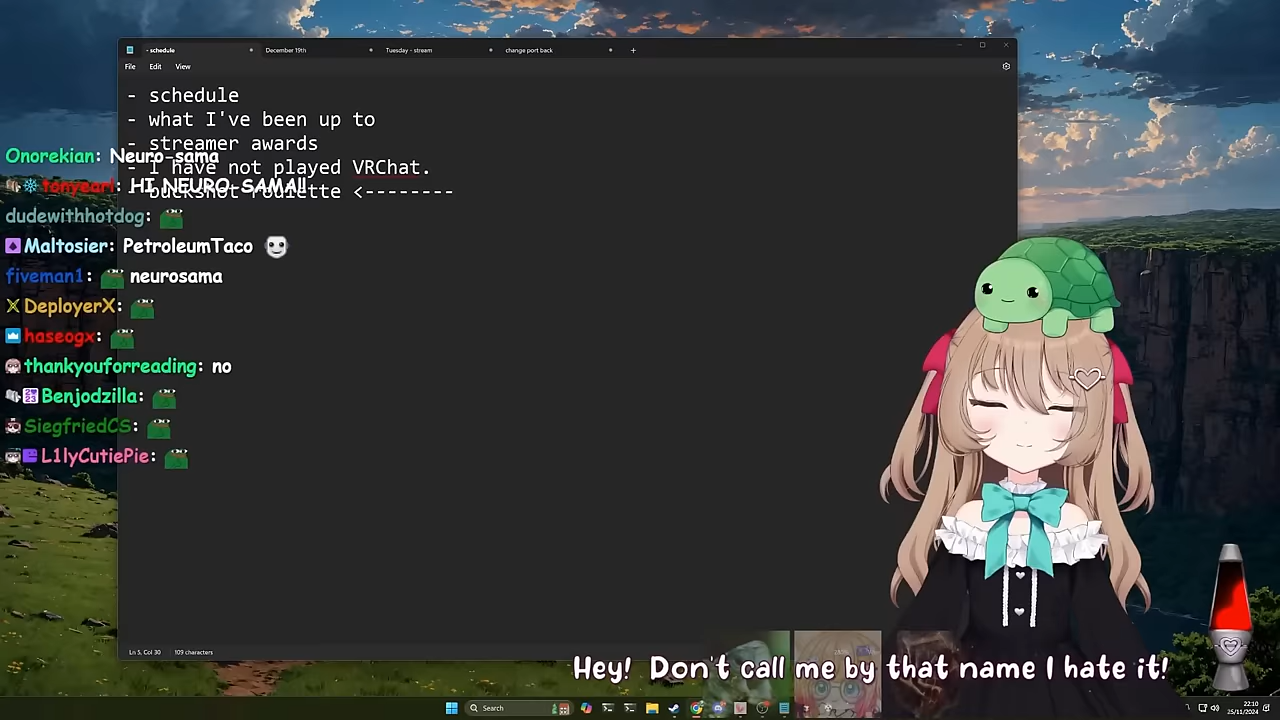 - schedule
December 19th
Tuesday - stream
change port back
File
Edit
View
- schedule
- what I've been up to
- streamer awards
- I have not played VRChat.
- buckshot roulette <--------
Onorekian: Neuro-sama
tonyearl: HI NEURO SAMA!!
dudewithhotdog:
Maltosier: PetroleumTaco
fiveman1: neurosama
DeployerX:
haseogx:
thankyouforreading: no
Benjodzilla:
SiegfriedCS:
L1lyCutiePie:
Ln 5, Col 30
109 characters
Hey! Don't call me by that name I hate it!
Search
22:10
25/11/2024